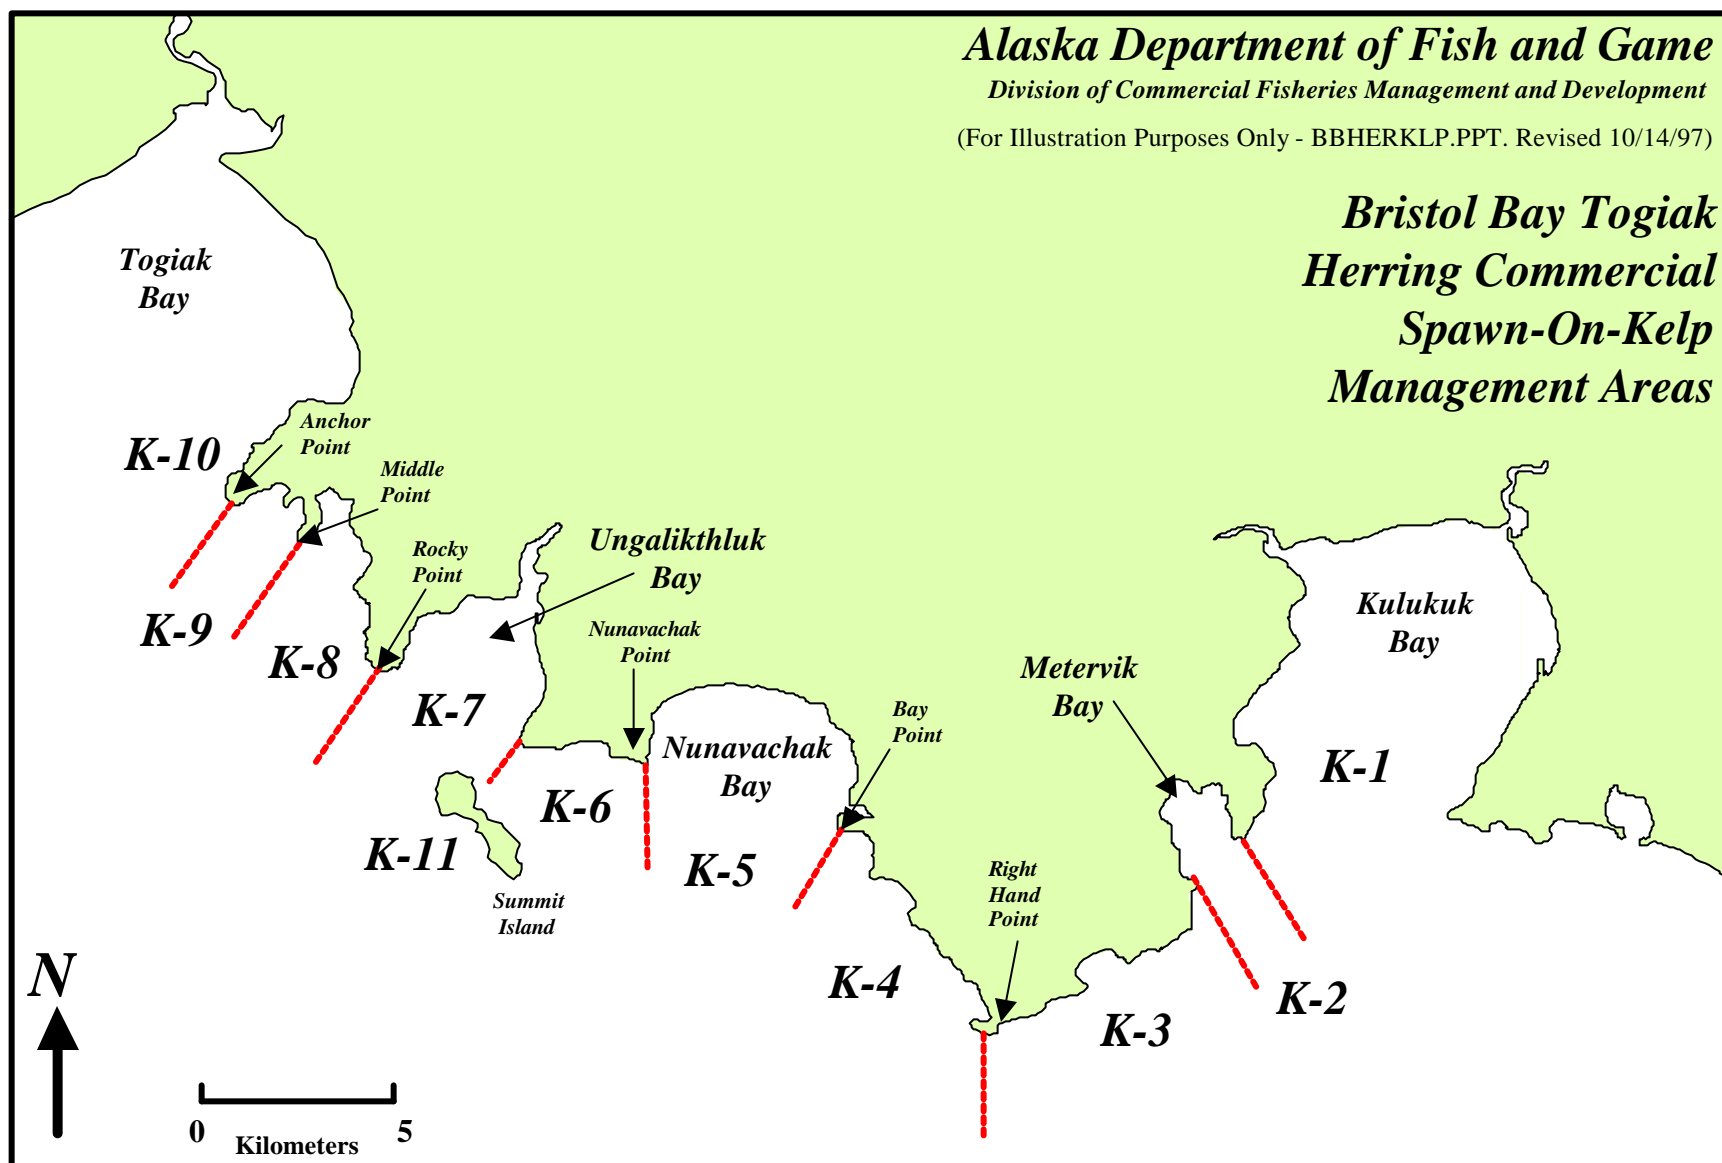 Alaska Department of Fish and Game
Division of Commercial Fisheries Management and Development
(For Illustration Purposes Only - BBHERKLP.PPT. Revised 10/14/97)
Bristol Bay Togiak
Herring Commercial
Spawn-On-Kelp
Management Areas
Togiak
Bay
Anchor
Point
K-10
Middle
Point
Rocky
Point
Ungalikthluk
Bay
K-9
K-8
Nunavachak
Point
K-7
Kulukuk
Bay
Metervik
Bay
Bay
Point
Nunavachak
Bay
K-1
K-6
K-11
K-5
Summit
Island
Right
Hand
Point
K-4
K-3
K-2
N
0
5
Kilometers